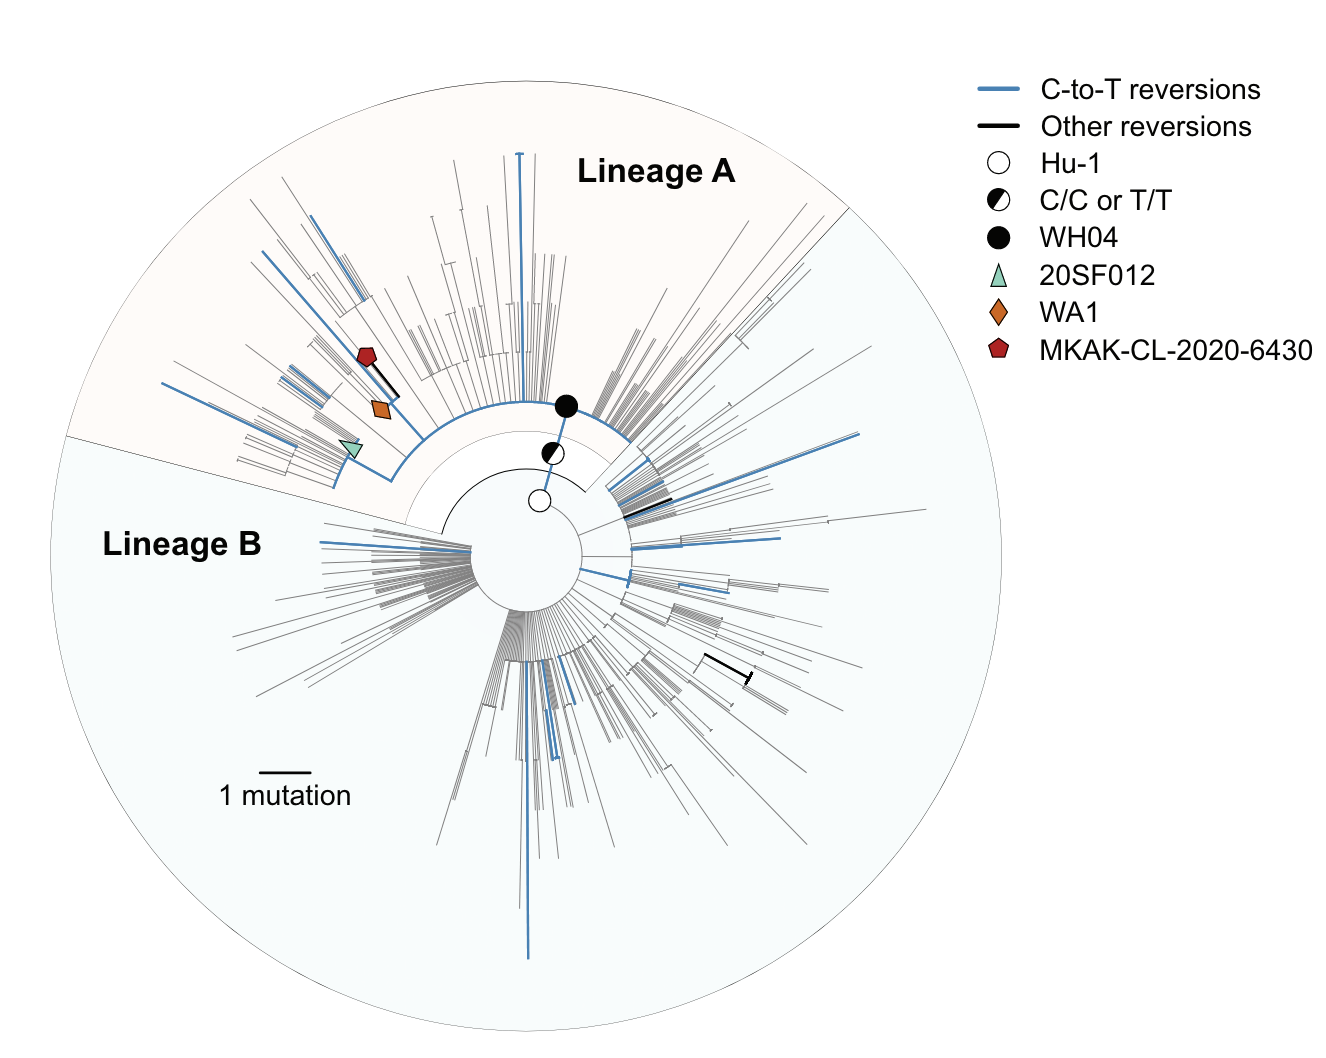 C-to-T reversions
Other reversions
Hu-1
C/C or T/T
WH04
20SF012
WA1
MKAK-CL-2020-6430
Lineage A
Lineage B
1 mutation